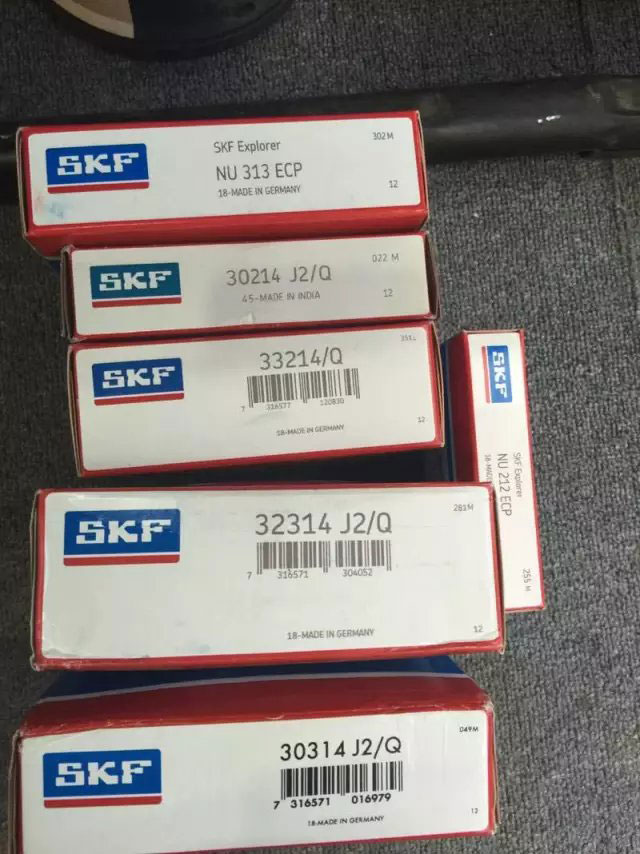 SKF
SKF Explorer
302M
NU 313 ECP
18-MADE IN GERMANY
12
SKF
30214 J2/Q
022 M
45-MADE IN INDIA
12
SKF
33214/Q
7 316577 120830
18-MADE IN GERMANY
12
SKF
SKF Explorer
NU 212 ECP
255 M
SKF
32314 J2/Q
283M
7 316571 304052
18-MADE IN GERMANY
12
SKF
30314 J2/Q
049M
7 316571 016979
18-MADE IN GERMANY
12